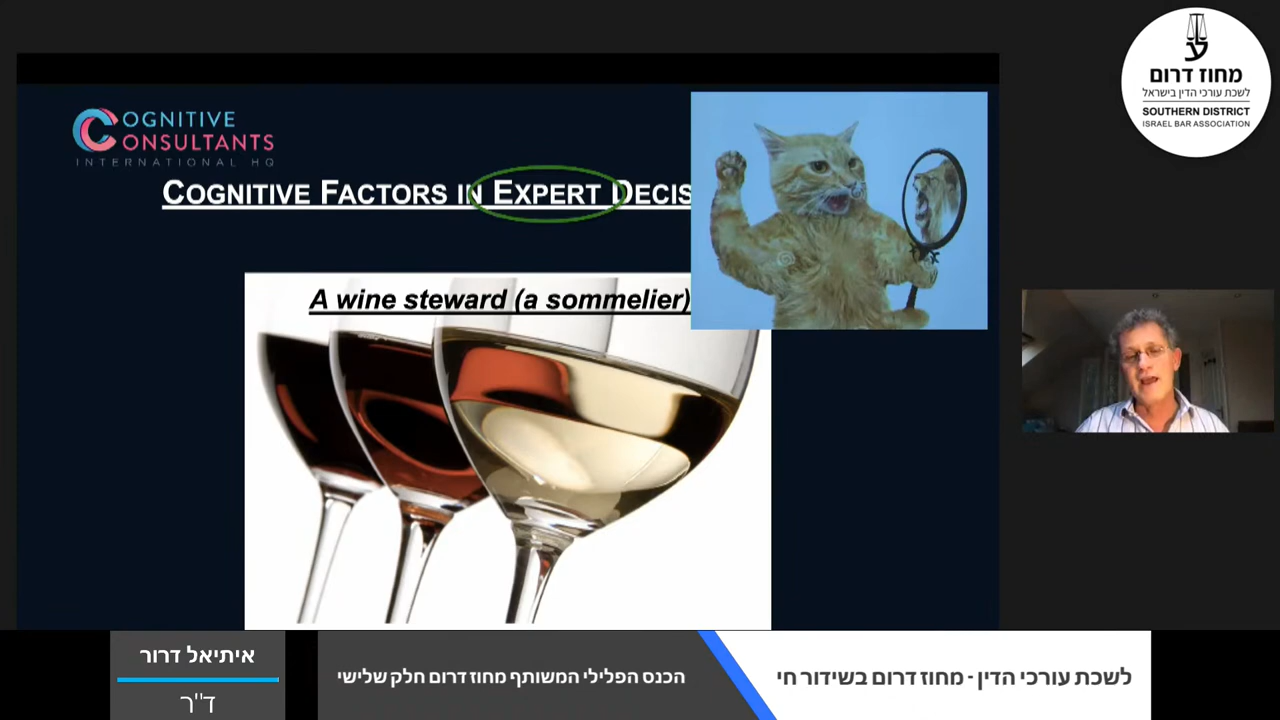 COGNITIVE
CONSULTANTS
INTERNATIONAL HQ
COGNITIVE FACTORS IN EXPERT DECIS
A wine steward (a sommelier)
מחוז דרום
לשכת עורכי הדין בישראל
SOUTHERN DISTRICT
ISRAEL BAR ASSOCIATION
איתיאל דרור
ד"ר
הכנס הפלילי המשותף מחוז דרום חלק שלישי
לשכת עורכי הדין - מחוז דרום בשידור חי